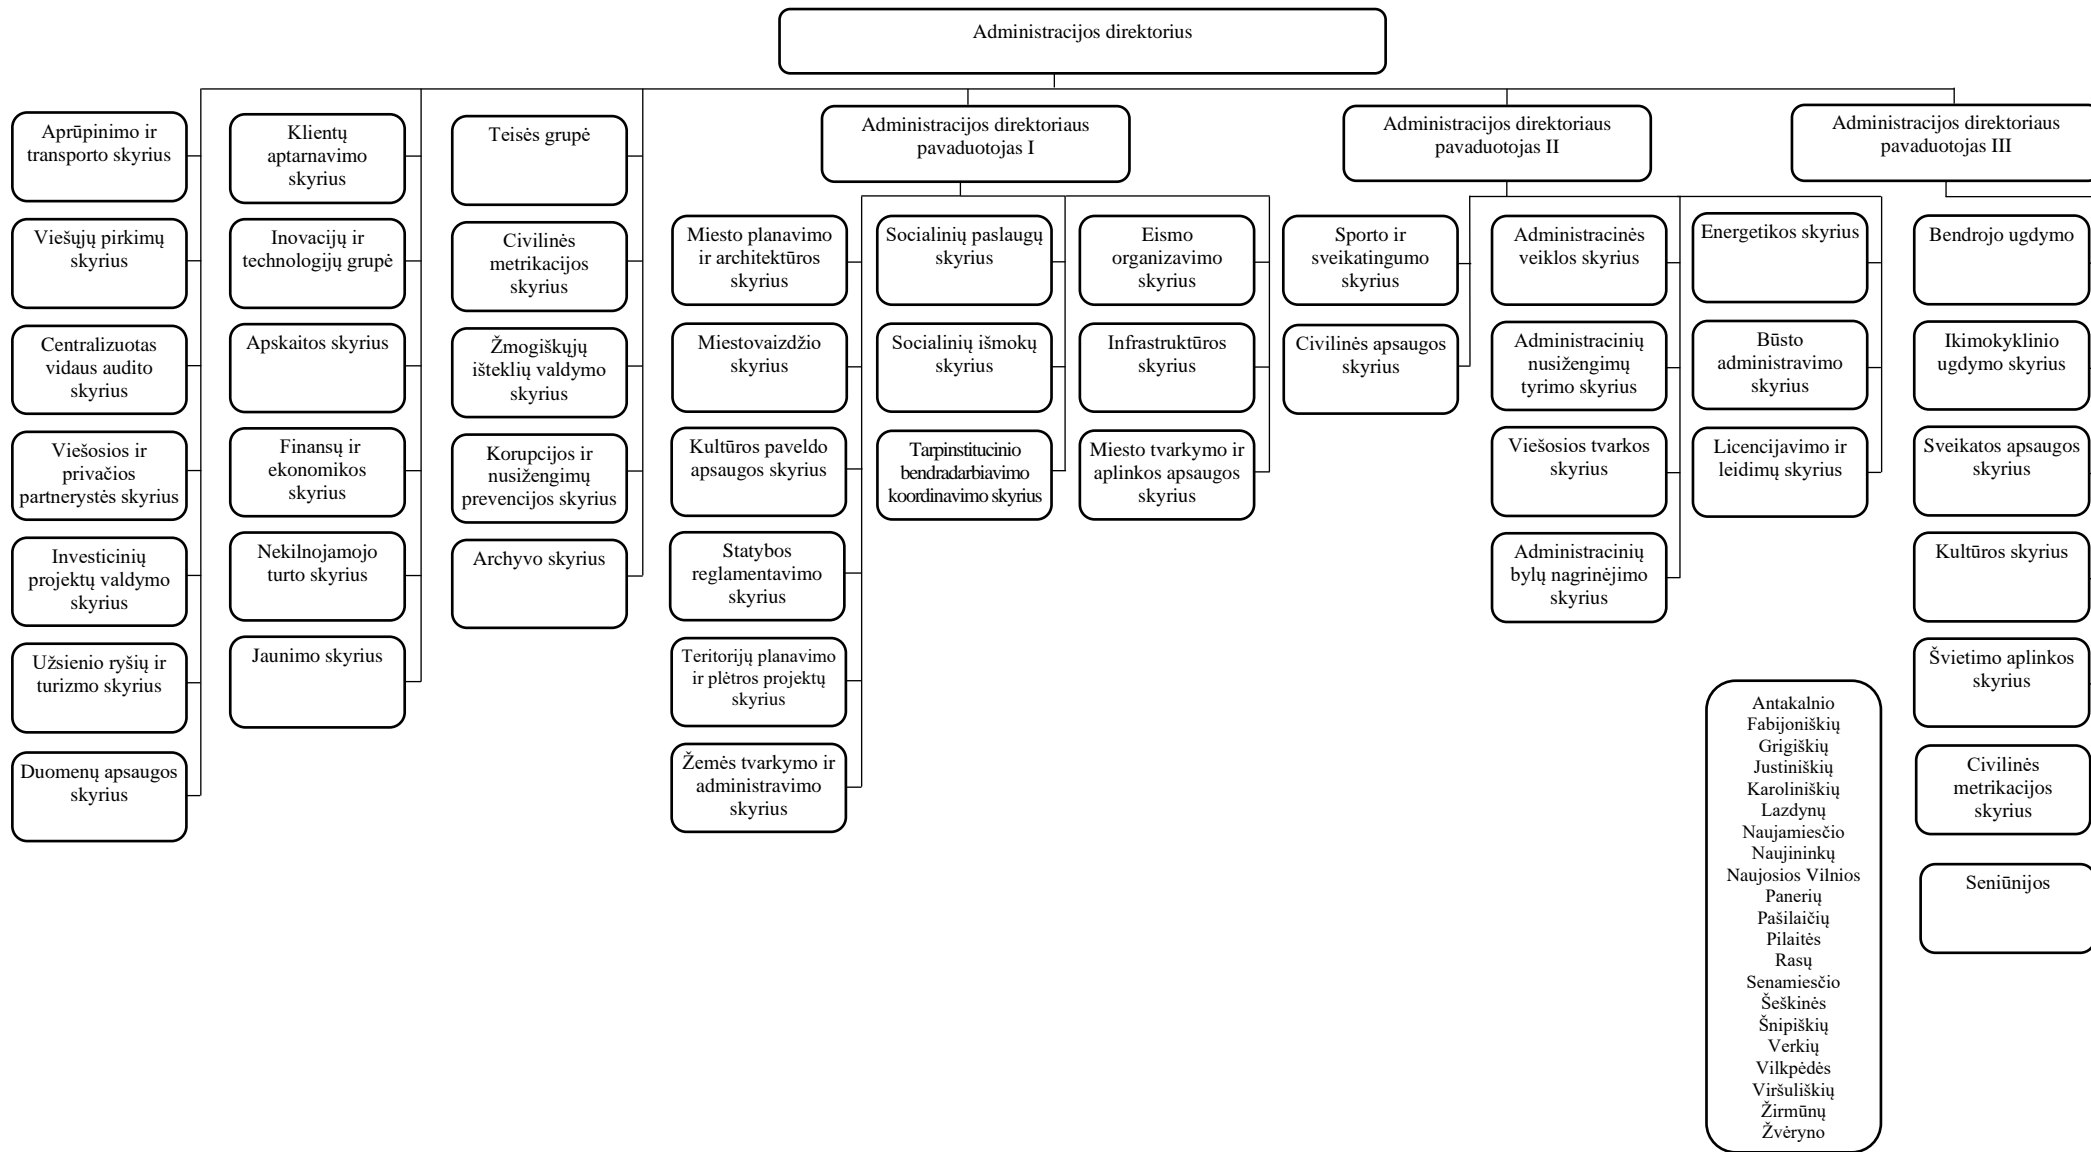 Administracijos direktorius
Aprūpinimo ir
transporto skyrius
Viešųjų pirkimų
skyrius
Centralizuotas
vidaus audito
skyrius
Viešosios ir
privačios
partnerystės skyrius
Investicinių
projektų valdymo
skyrius
Užsienio ryšių ir
turizmo skyrius
Duomenų apsaugos
skyrius
Klientų
aptarnavimo
skyrius
Inovacijų ir
technologijų grupė
Apskaitos skyrius
Finansų ir
ekonomikos
skyrius
Nekilnojamojo
turto skyrius
Jaunimo skyrius
Teisės grupė
Civilinės
metrikacijos
skyrius
Žmogiškųjų
išteklių valdymo
skyrius
Korupcijos ir
nusižengimų
prevencijos skyrius
Archyvo skyrius
Administracijos direktoriaus
pavaduotojas I
Miesto planavimo
ir architektūros
skyrius
Miestovaizdžio
skyrius
Kultūros paveldo
apsaugos skyrius
Statybos
reglamentavimo
skyrius
Teritorijų planavimo
ir plėtros projektų
skyrius
Žemės tvarkymo ir
administravimo
skyrius
Socialinių paslaugų
skyrius
Socialinių išmokų
skyrius
Tarpinstitucinio
bendradarbiavimo
koordinavimo skyrius
Eismo
organizavimo
skyrius
Infrastruktūros
skyrius
Miesto tvarkymo ir
aplinkos apsaugos
skyrius
Administracijos direktoriaus
pavaduotojas II
Sporto ir
sveikatingumo
skyrius
Civilinės apsaugos
skyrius
Administracinės
veiklos skyrius
Administracinių
nusižengimų
tyrimo skyrius
Viešosios tvarkos
skyrius
Administracinių
bylų nagrinėjimo
skyrius
Energetikos skyrius
Būsto
administravimo
skyrius
Licencijavimo ir
leidimų skyrius
Administracijos direktoriaus
pavaduotojas III
Bendrojo ugdymo
Ikimokyklinio
ugdymo skyrius
Sveikatos apsaugos
skyrius
Kultūros skyrius
Švietimo aplinkos
skyrius
Civilinės
metrikacijos
skyrius
Seniūnijos
Antakalnio
Fabijoniškių
Grigiškių
Justiniškių
Karoliniškių
Lazdynų
Naujamiesčio
Naujininkų
Naujosios Vilnios
Panerių
Pašilaičių
Pilaitės
Rasų
Senamiesčio
Šeškinės
Šnipiškių
Verkių
Vilkpėdės
Viršuliškių
Žirmūnų
Žvėryno